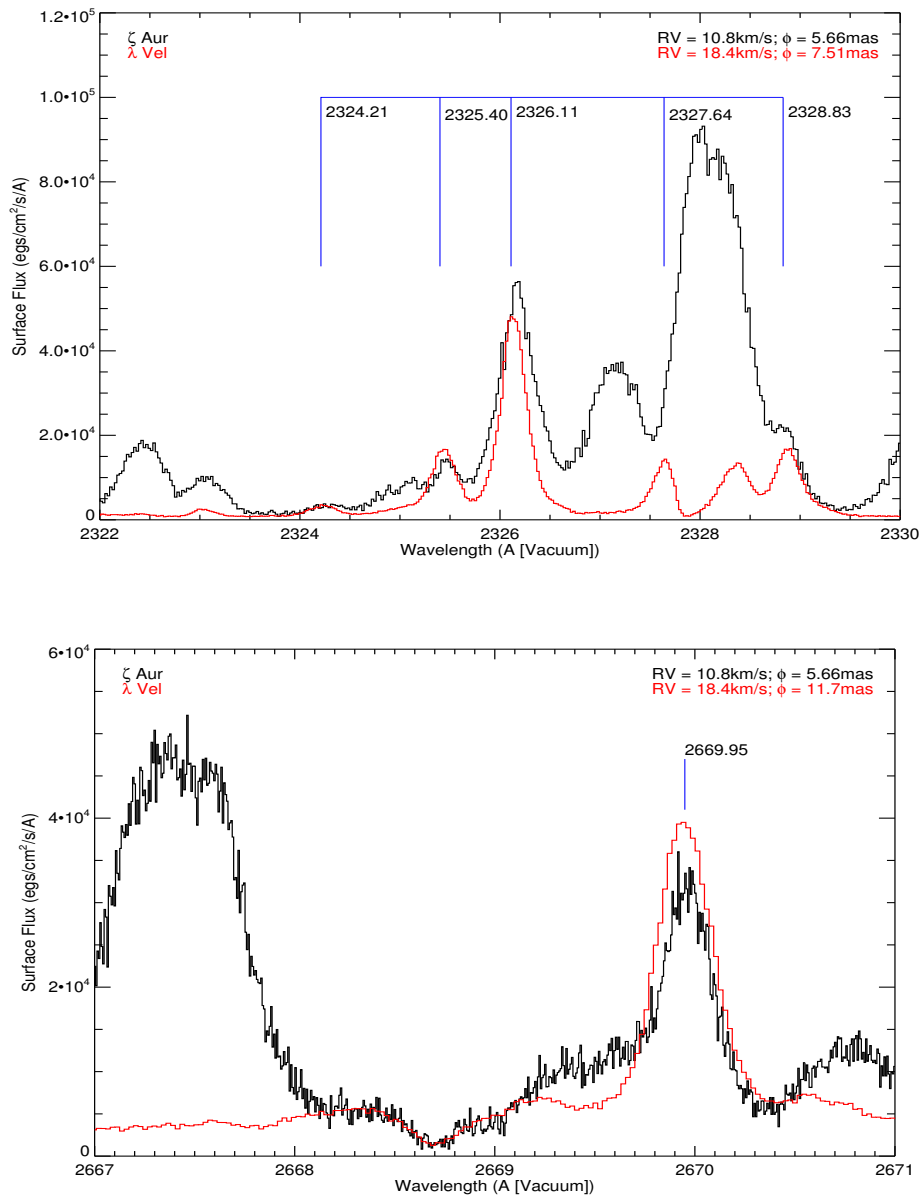 1.2•10⁵
ζ Aur
RV = 10.8km/s; ϕ = 5.66mas
λ Vel
RV = 18.4km/s; ϕ = 7.51mas
1.0•10⁵
2324.21
2325.40
2326.11
2327.64
2328.83
8.0•10⁴
6.0•10⁴
4.0•10⁴
2.0•10⁴
0
Surface Flux (egs/cm²/s/A)
2322
2324
2326
2328
2330
Wavelength (A [Vacuum])
6•10⁴
ζ Aur
RV = 10.8km/s; ϕ = 5.66mas
λ Vel
RV = 18.4km/s; ϕ = 11.7mas
2669.95
4•10⁴
2•10⁴
0
Surface Flux (egs/cm²/s/A)
2667
2668
2669
2670
2671
Wavelength (A [Vacuum])